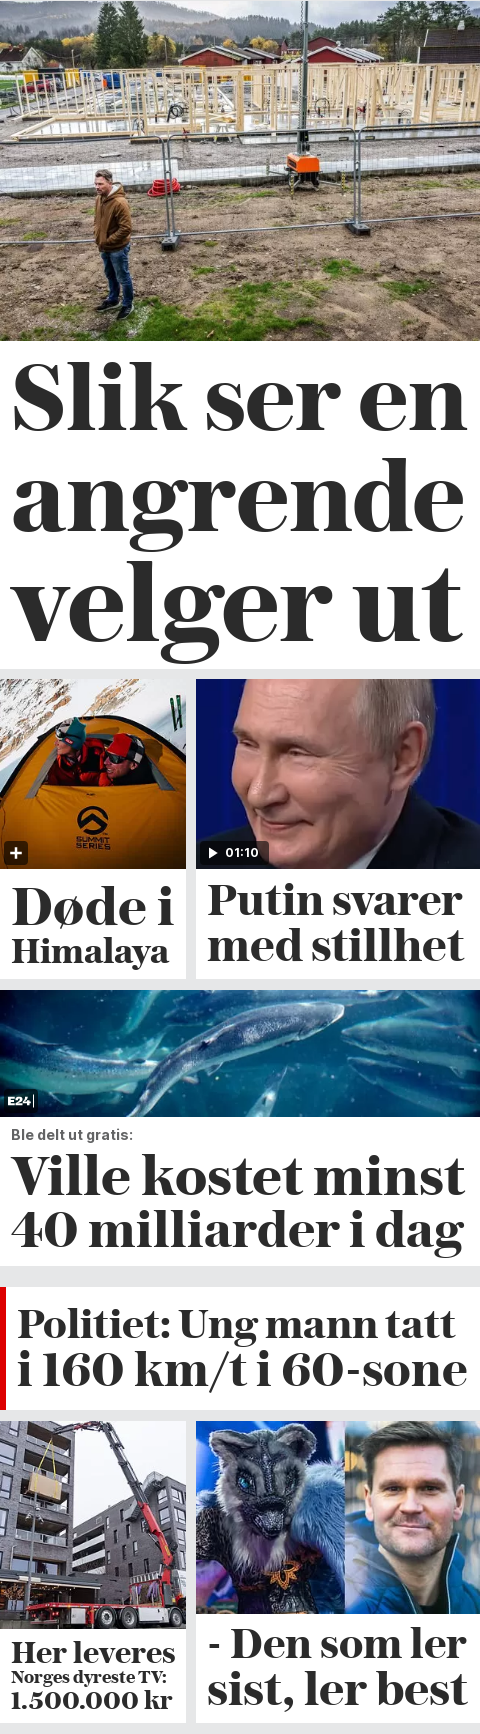 Slik ser en
angrende
velger ut
SUMMIT
SERIES
01:10
Døde i
Himalaya
Putin svarer
med stillhet
E24
Ble delt ut gratis:
Ville kostet minst
40 milliarder i dag
Politiet: Ung mann tatt
i 160 km/t i 60-sone
Her leveres
Norges dyreste TV:
1.500.000 kr
- Den som ler
sist, ler best